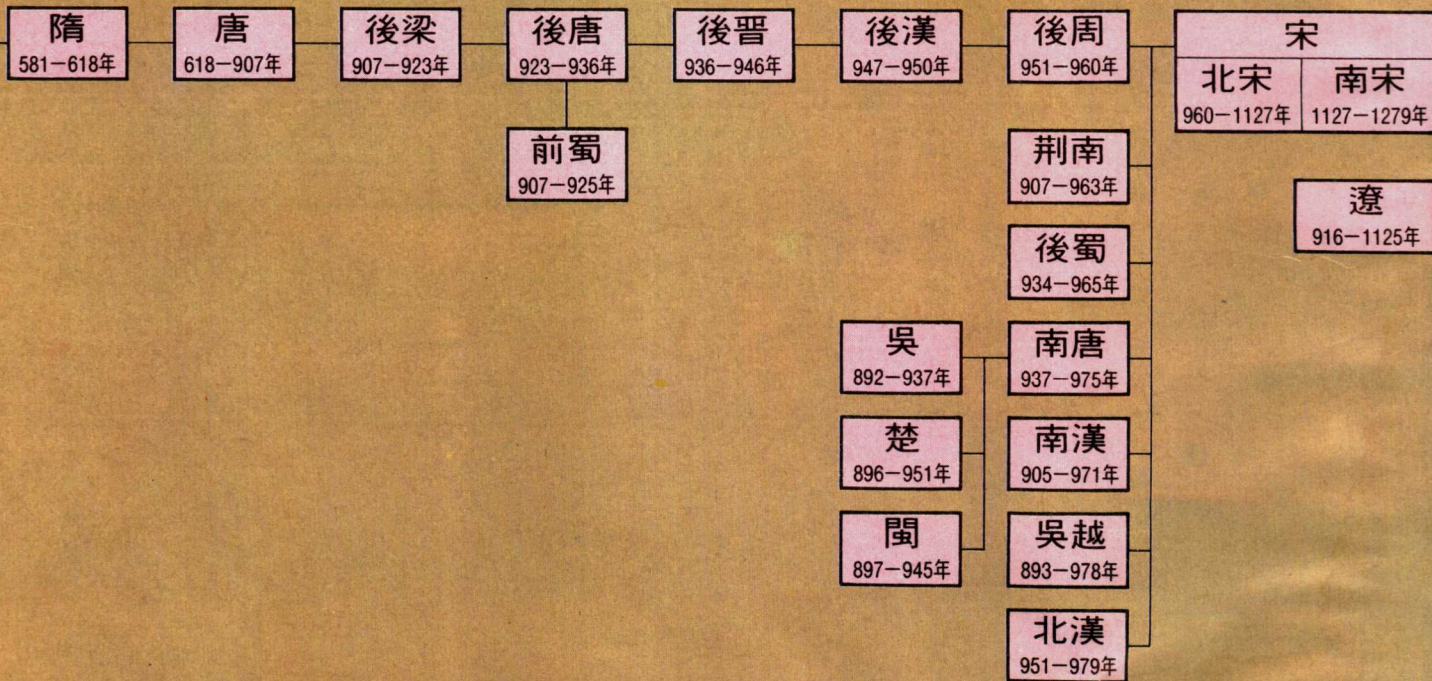 隋
581−618年
唐
618−907年
後梁
907−923年
後唐
923−936年
後晋
936−946年
後漢
947−950年
後周
951−960年
宋
北宋
960−1127年
南宋
1127−1279年
前蜀
907−925年
荆南
907−963年
遼
916−1125年
後蜀
934−965年
吳
892−937年
南唐
937−975年
楚
896−951年
南漢
905−971年
閩
897−945年
吳越
893−978年
北漢
951−979年